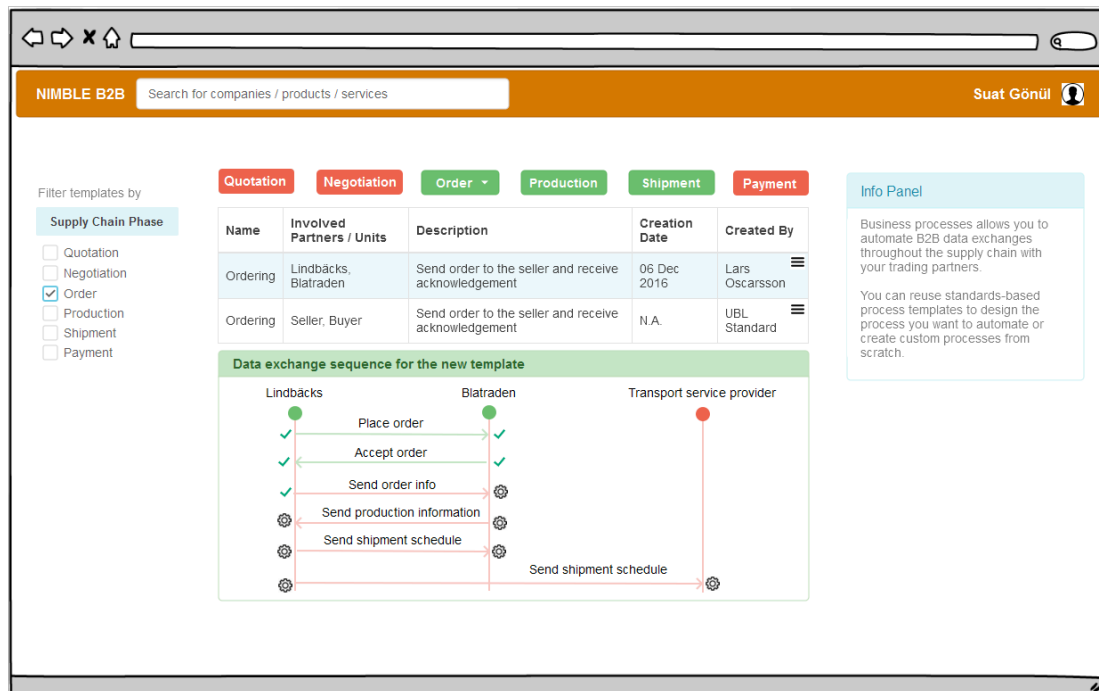 NIMBLE B2B
Search for companies / products / services
Suat Gönül
Filter templates by
Supply Chain Phase
Quotation
Negotiation
Order
Production
Shipment
Payment
Quotation
Negotiation
Order
Production
Shipment
Payment
Name
Involved
Partners / Units
Description
Creation
Date
Created By
Ordering
Lindbäcks,
Blatraden
Send order to the seller and receive
acknowledgement
06 Dec
2016
Lars
Oscarsson
Ordering
Seller, Buyer
Send order to the seller and receive
acknowledgement
N.A.
UBL
Standard
Data exchange sequence for the new template
Lindbäcks
Blatraden
Transport service provider
Place order
Accept order
Send order info
Send production information
Send shipment schedule
Send shipment schedule
Info Panel
Business processes allows you to
automate B2B data exchanges
throughout the supply chain with
your trading partners.
You can reuse standards-based
process templates to design the
process you want to automate or
create custom processes from
scratch.